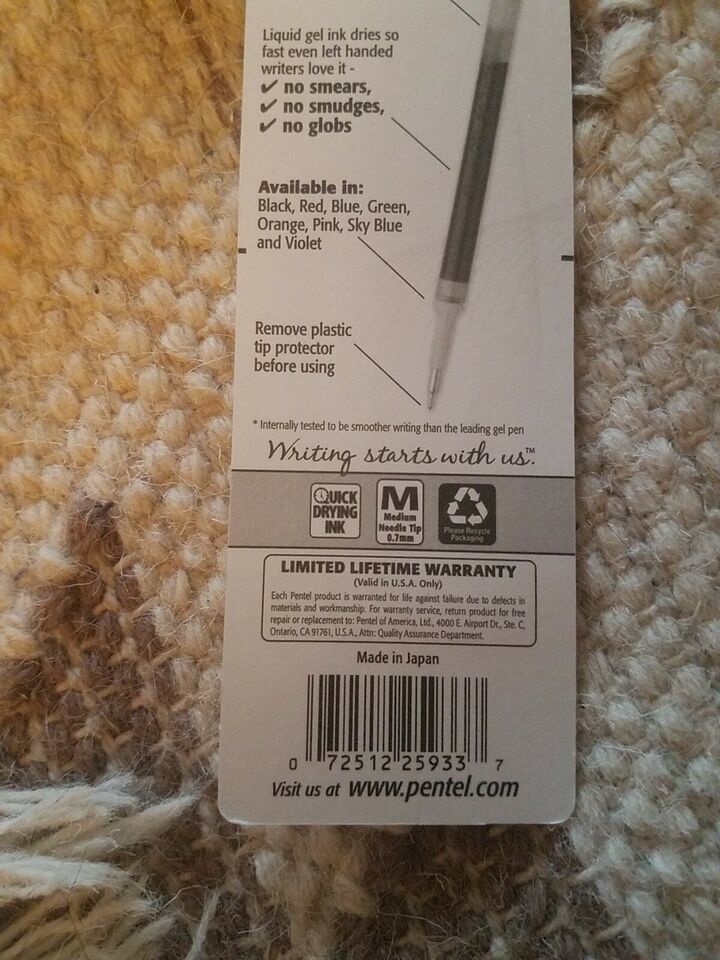 Liquid gel ink dries so
fast even left handed
writers love it -
✔ no smears,
✔ no smudges,
✔ no globs
Available in:
Black, Red, Blue, Green,
Orange, Pink, Sky Blue
and Violet
Remove plastic
tip protector
before using
* Internally tested to be smoother writing than the leading gel pen
Writing starts with us.™
QUICK
DRYING
INK
M
Medium
Needle Tip
0.7mm
Please Recycle
Packaging
LIMITED LIFETIME WARRANTY
(Valid in U.S.A. Only)
Each Pentel product is warranted for life against failure due to defects in
materials and workmanship. For warranty service, return product for free
repair or replacement to: Pentel of America, Ltd., 4000 E. Airport Dr., Ste. C,
Ontario, CA 91761, U.S.A., Attn: Quality Assurance Department.
Made in Japan
0 72512 25933 7
Visit us at www.pentel.com